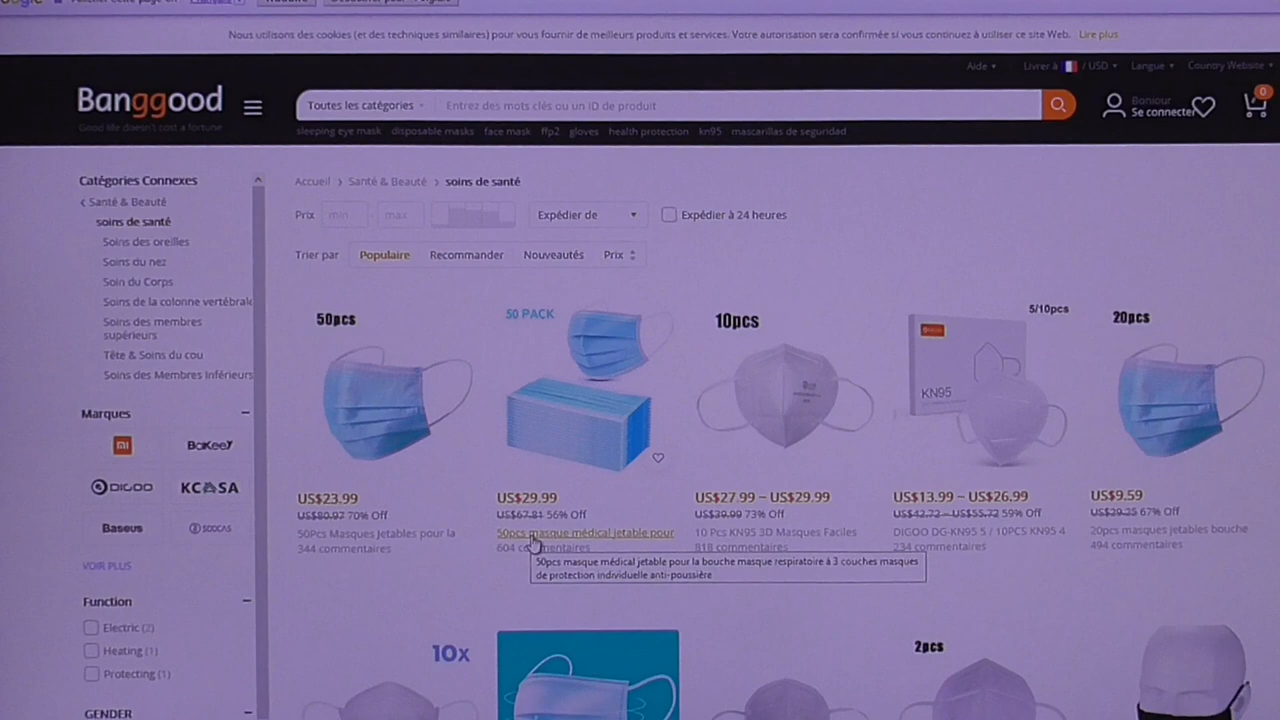 Nous utilisons des cookies (et des techniques similaires) pour vous fournir de meilleurs produits et services. Votre autorisation sera confirmée si vous continuez à utiliser ce site Web. Lire plus
Aide Livrer à / USD Langue Country Website
Banggood
Good life doesn't cost a fortune
Toutes les catégories
Entrez des mots clés ou un ID de produit
Bonjour
Se connecter
0
sleeping eye mask disposable masks face mask ffp2 gloves health protection kn95 mascarillas de seguridad
Catégories Connexes
Santé & Beauté
soins de santé
Soins des oreilles
Soins du nez
Soin du Corps
Soins de la colonne vertébrale
Soins des membres
supérieurs
Tête & Soins du cou
Soins des Membres Inférieurs
Marques
mi
BaKeey
DIGOO
KCASA
Baseus
SOOCAS
VOIR PLUS
Function
Electric (2)
Heating (1)
Protecting (1)
GENDER
Accueil > Santé & Beauté > soins de santé
Prix min - max
Expédier de
Expédier à 24 heures
Trier par Populaire Recommander Nouveautés Prix
50pcs
US$23.99
US$80.97 70% Off
50Pcs Masques Jetables pour la
344 commentaires
50 PACK
US$29.99
US$67.81 56% Off
50pcs masque médical jetable pour
604 commentaires
50pcs masque médical jetable pour la bouche masque respiratoire à 3 couches masques
de protection individuelle anti-poussière
10pcs
US$27.99 – US$29.99
US$39.99 73% Off
10 Pcs KN95 3D Masques Faciles
818 commentaires
5/10pcs
KN95
US$13.99 – US$26.99
US$42.73 – US$55.72 59% Off
DIGOO DG-KN95 5 / 10PCS KN95 4
234 commentaires
20pcs
US$9.59
US$29.25 67% Off
20pcs masques jetables bouche
494 commentaires
10x
2pcs